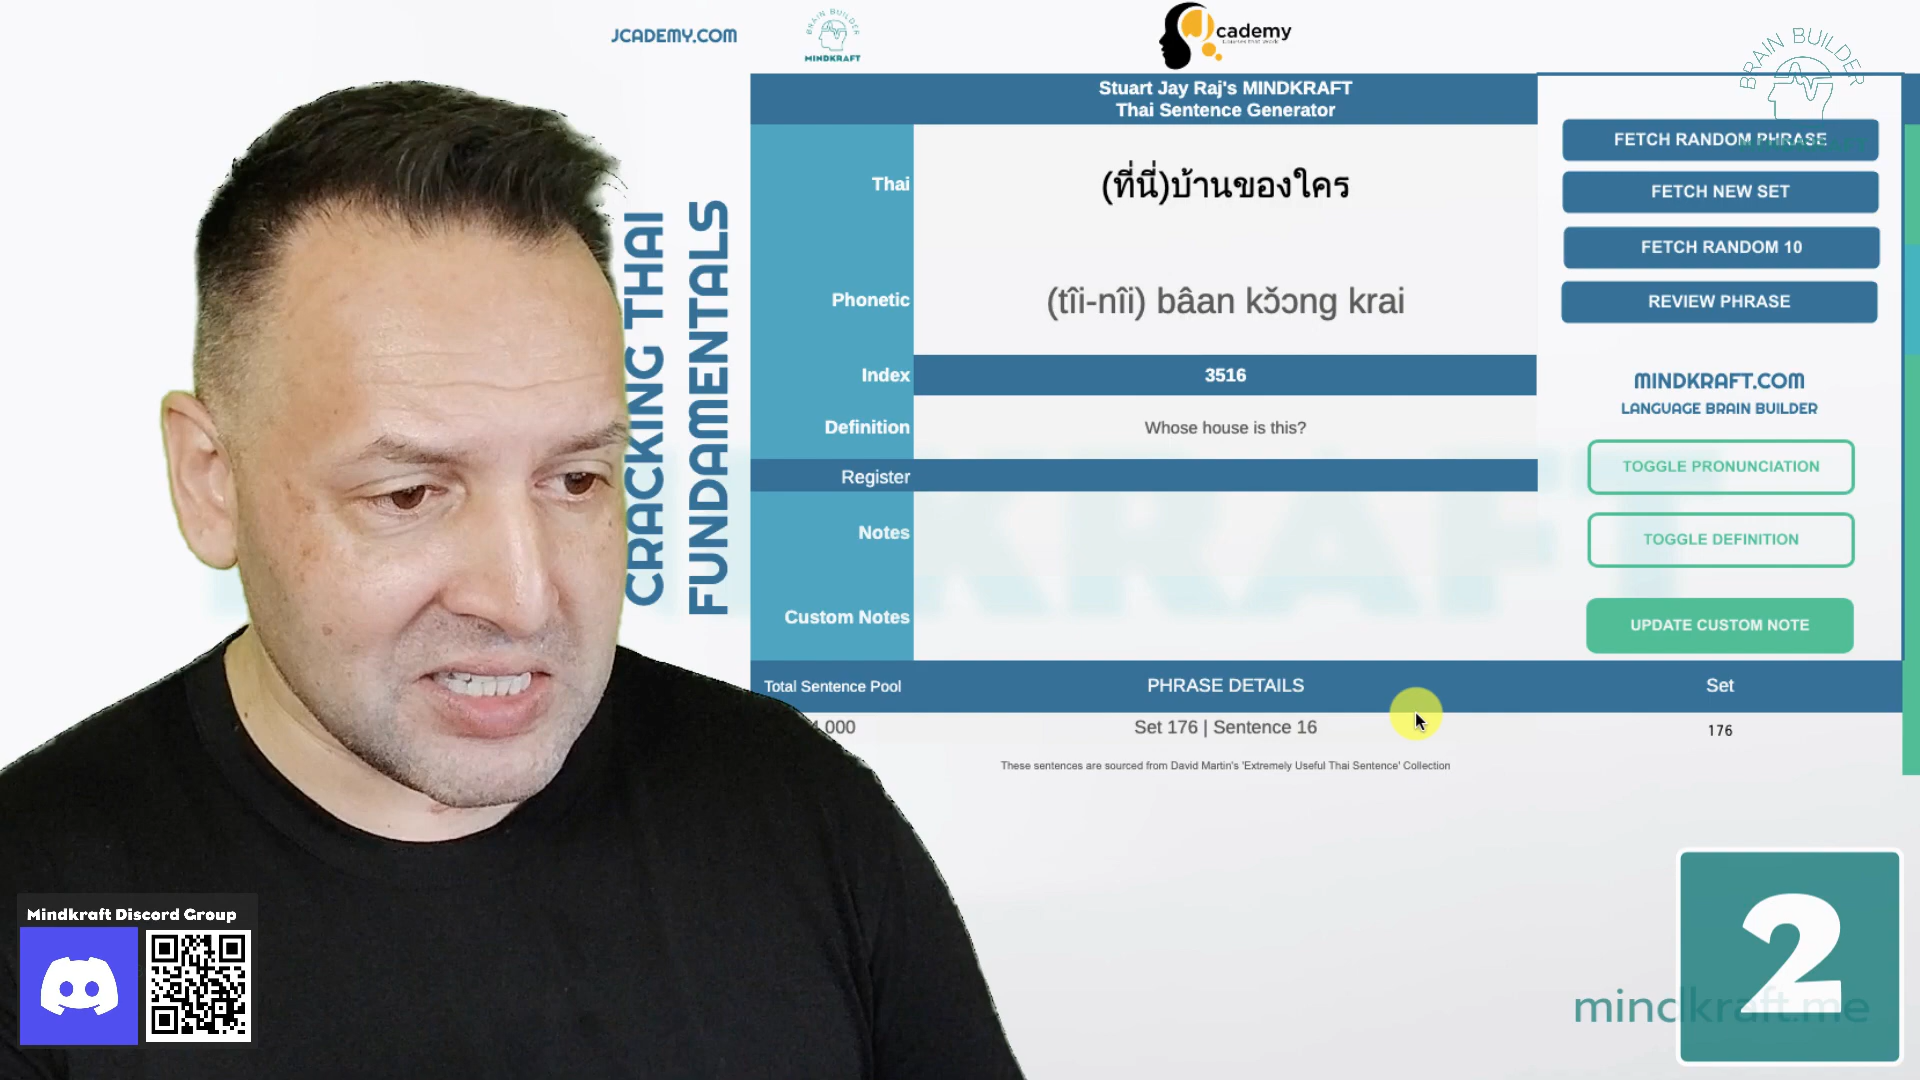 JCADEMY.COM
BRAIN BUILDER
MINDKRAFT
cademy
BRAIN BUILDER
Stuart Jay Raj's MINDKRAFT
Thai Sentence Generator
CRACKING THAI
FUNDAMENTALS
Thai
(ที่นี่)บ้านของใคร
Phonetic
(tîi-nîi) bâan kɔ̌ɔng krai
Index
3516
Definition
Whose house is this?
Register
Notes
Custom Notes
Total Sentence Pool
PHRASE DETAILS
Set
,000
Set 176 | Sentence 16
176
These sentences are sourced from David Martin's 'Extremely Useful Thai Sentence' Collection
FETCH RANDOM PHRASE
FETCH NEW SET
FETCH RANDOM 10
REVIEW PHRASE
MINDKRAFT.COM
LANGUAGE BRAIN BUILDER
TOGGLE PRONUNCIATION
TOGGLE DEFINITION
UPDATE CUSTOM NOTE
KRAFT
Mindkraft Discord Group
2
mindkraft.me